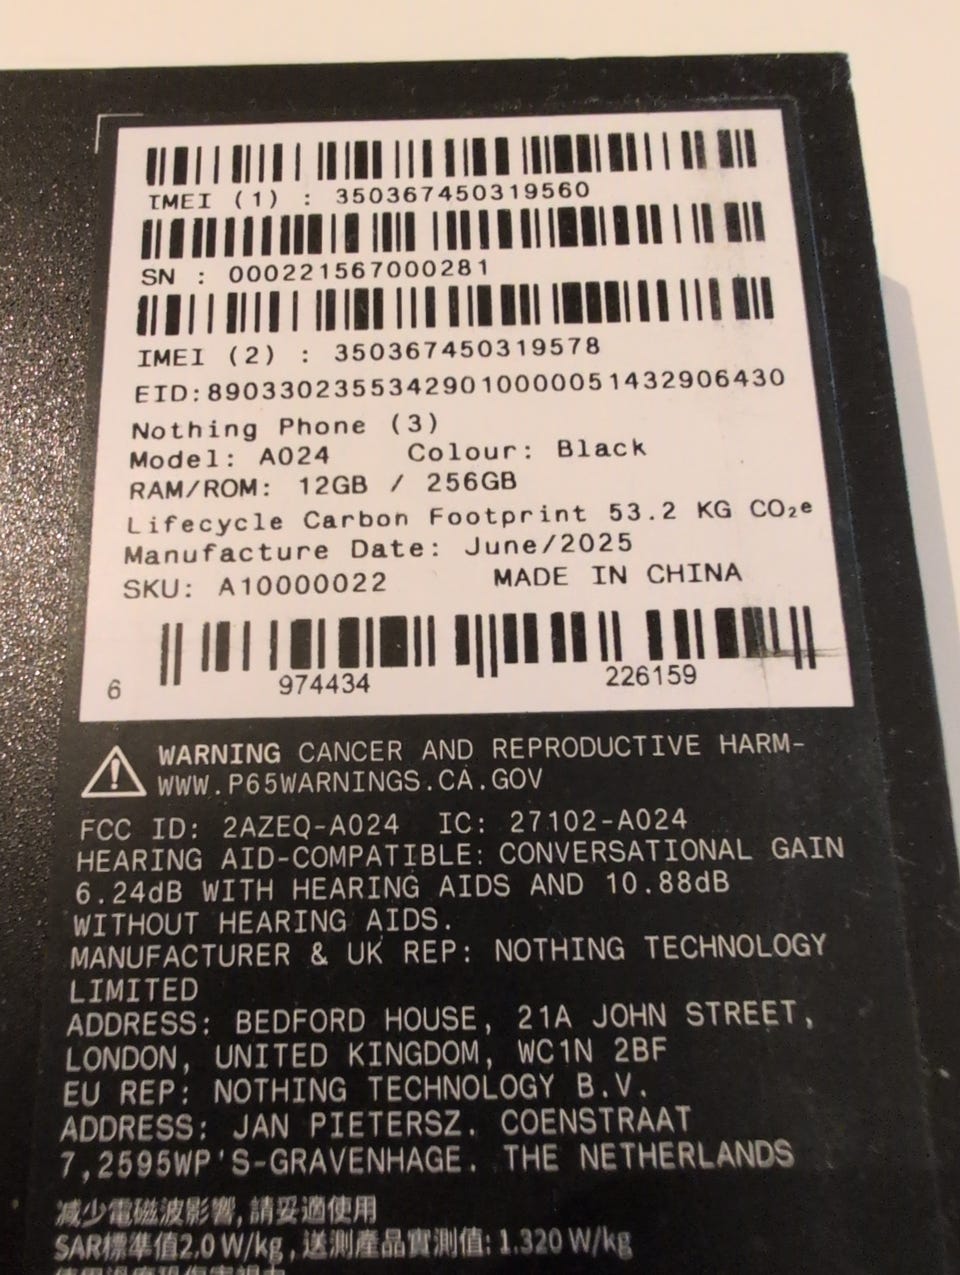 IMEI (1) : 350367450319560
SN : 000221567000281
IMEI (2) : 350367450319578
EID:89033023553429010000051432906430
Nothing Phone (3)
Model: A024 Colour: Black
RAM/ROM: 12GB / 256GB
Lifecycle Carbon Footprint 53.2 KG CO₂e
Manufacture Date: June/2025
SKU: A10000022 MADE IN CHINA
6 974434 226159
WARNING CANCER AND REPRODUCTIVE HARM-
WWW.P65WARNINGS.CA.GOV
FCC ID: 2AZEQ-A024 IC: 27102-A024
HEARING AID-COMPATIBLE: CONVERSATIONAL GAIN
6.24dB WITH HEARING AIDS AND 10.88dB
WITHOUT HEARING AIDS.
MANUFACTURER & UK REP: NOTHING TECHNOLOGY
LIMITED
ADDRESS: BEDFORD HOUSE, 21A JOHN STREET,
LONDON, UNITED KINGDOM, WC1N 2BF
EU REP: NOTHING TECHNOLOGY B.V.
ADDRESS: JAN PIETERSZ. COENSTRAAT
7,2595WP'S-GRAVENHAGE. THE NETHERLANDS
減少電磁波影響,請妥適使用
SAR標準值2.0 W/kg,送測產品實測值: 1.320 W/kg